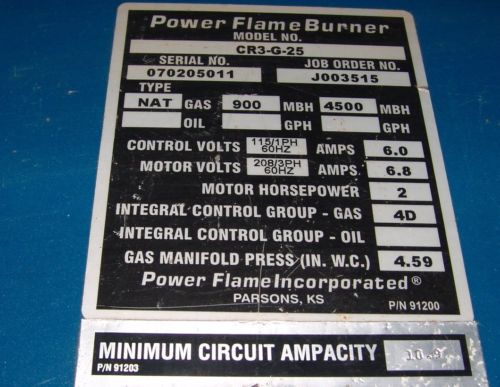 Power Flame Burner
MODEL NO.
CR3-G-25
SERIAL NO. JOB ORDER NO.
070205011 J003515
TYPE
NAT GAS 900 MBH 4500 MBH
OIL GPH GPH
CONTROL VOLTS 115/1PH 60HZ AMPS 6.0
MOTOR VOLTS 208/3PH 60HZ AMPS 6.8
MOTOR HORSEPOWER 2
INTEGRAL CONTROL GROUP - GAS 4D
INTEGRAL CONTROL GROUP - OIL
GAS MANIFOLD PRESS (IN. W.C.) 4.59
Power Flame Incorporated®
PARSONS, KS P/N 91200
MINIMUM CIRCUIT AMPACITY 10.9
P/N 91203